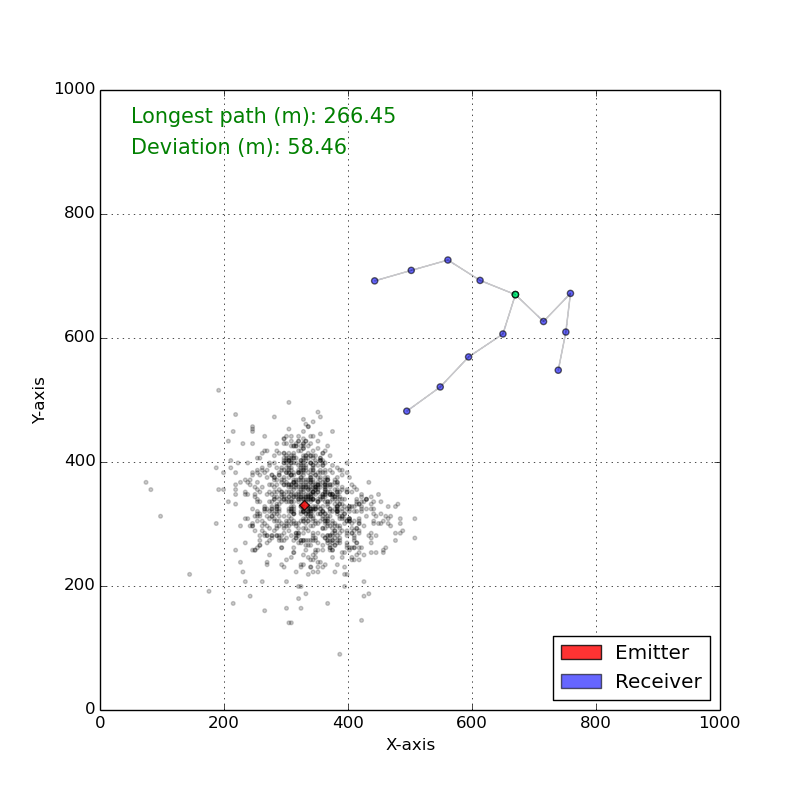 Longest path (m): 266.45
Deviation (m): 58.46
1000
800
600
400
200
0
Y-axis
0 200 400 600 800 1000
X-axis
Emitter
Receiver